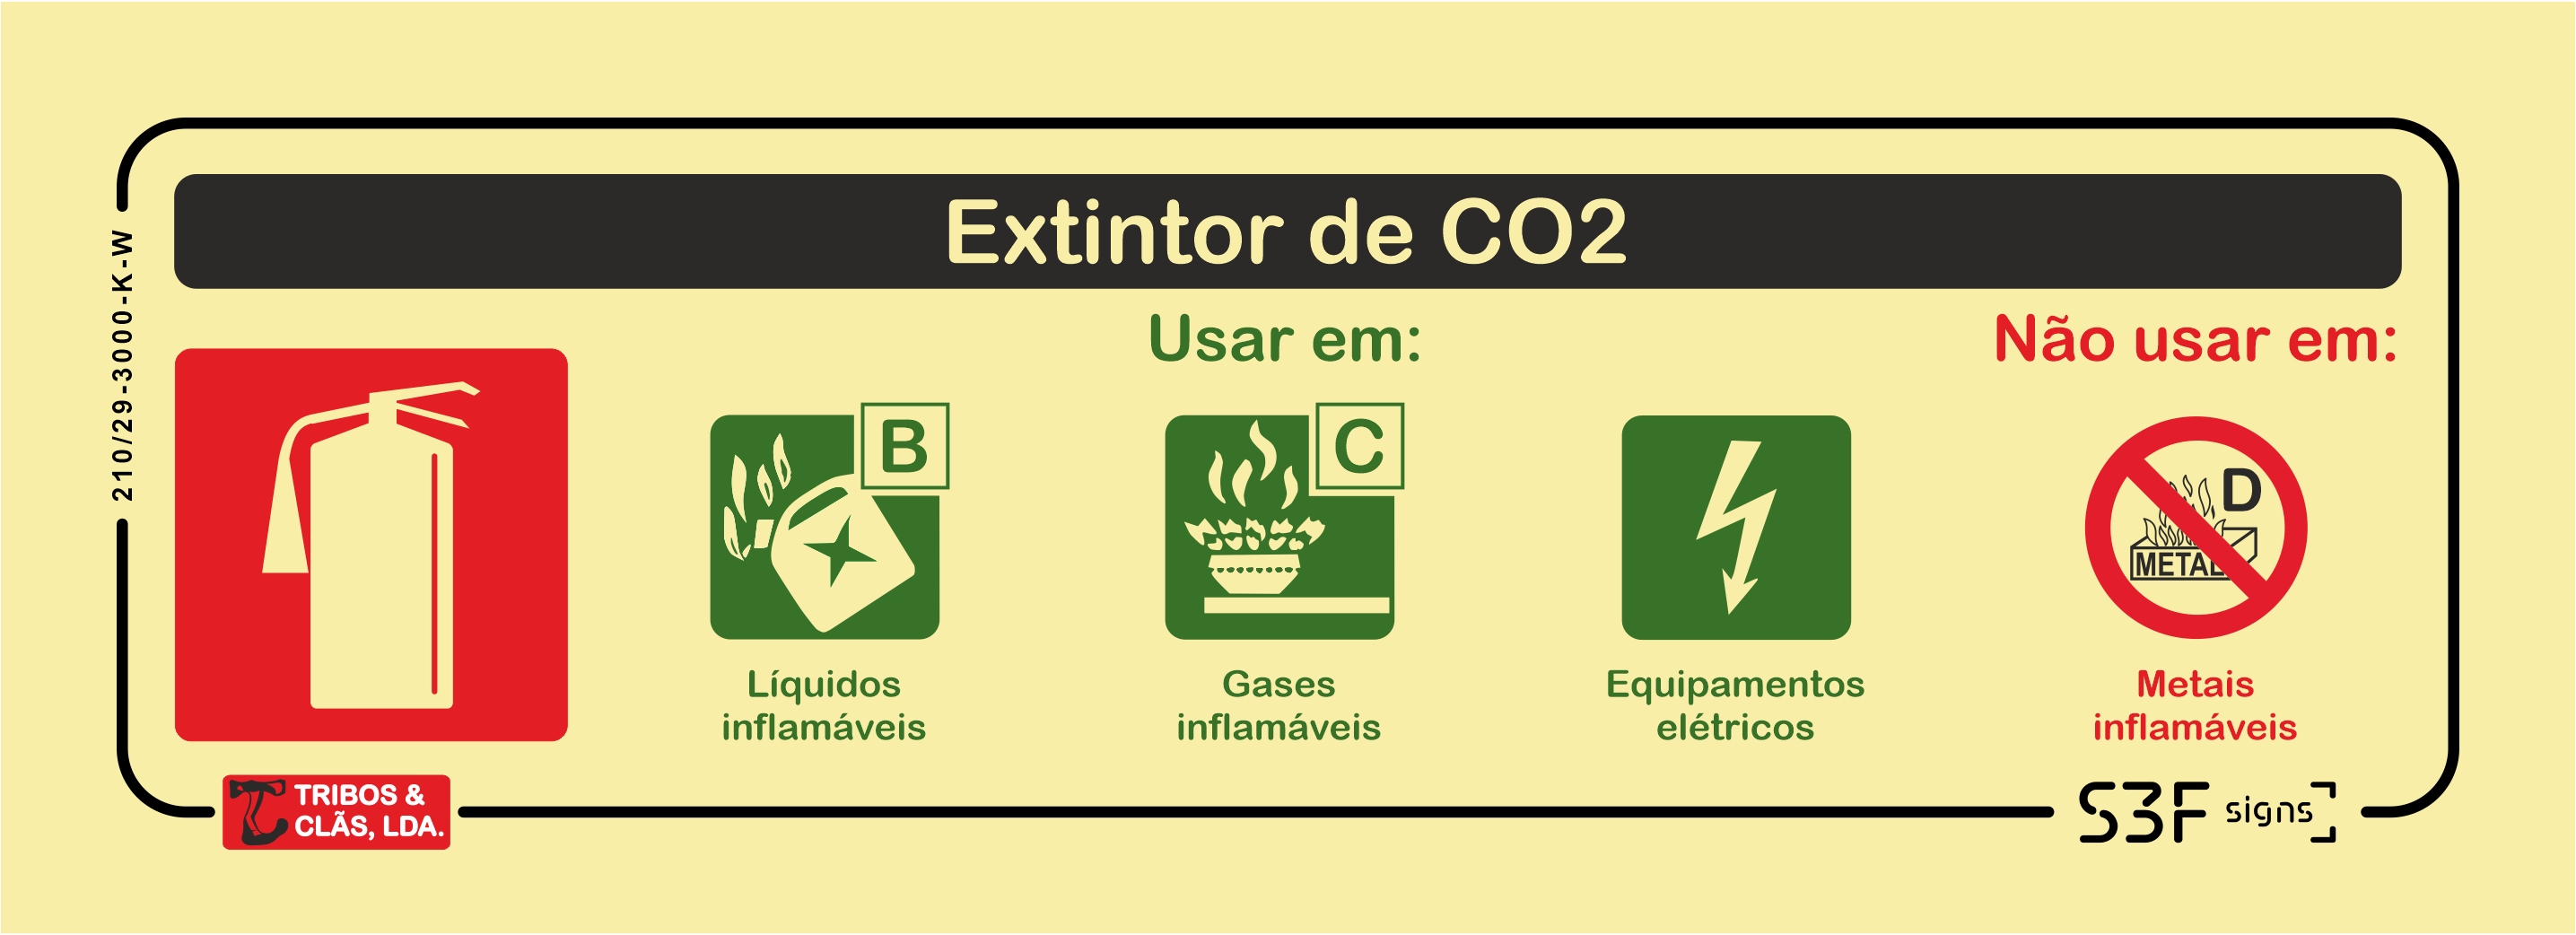 Extintor de CO2
210/29-3000-K-W
Usar em:
Não usar em:
B
C
D
METAL
Líquidos
inflamáveis
Gases
inflamáveis
Equipamentos
elétricos
Metais
inflamáveis
TRIBOS &
CLÃS, LDA.
S3F signs